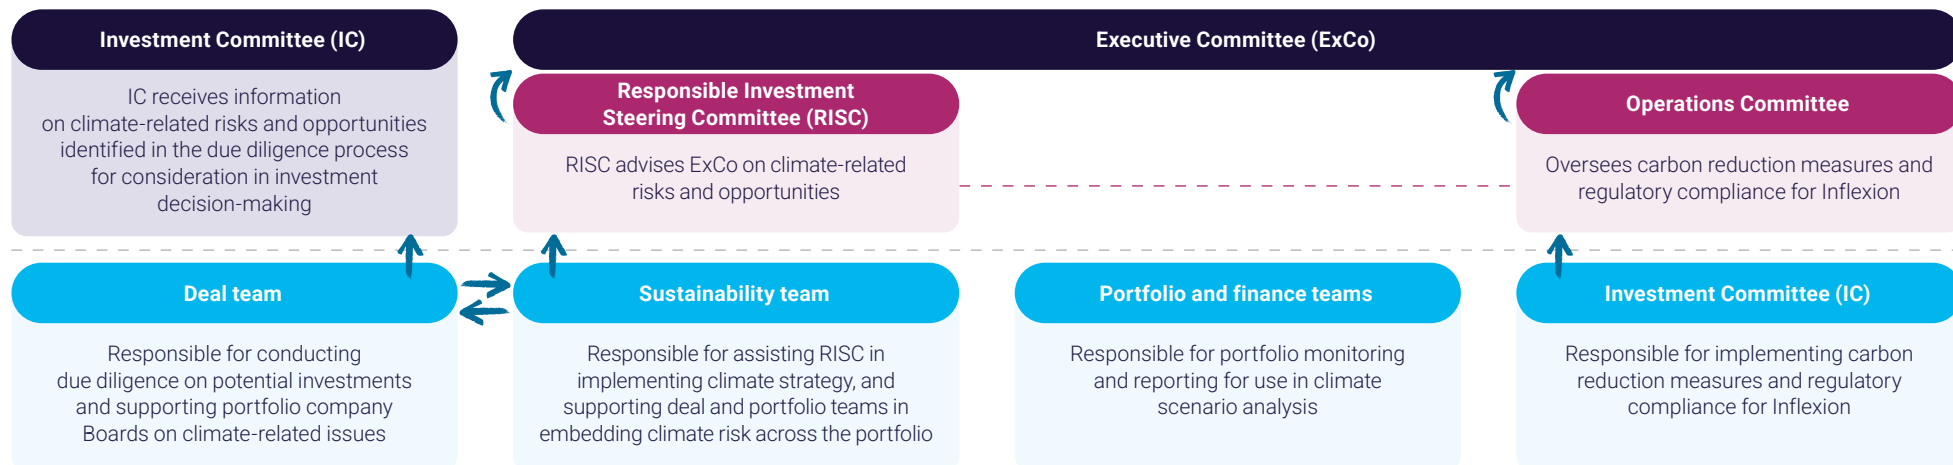 Investment Committee (IC)
IC receives information
on climate-related risks and opportunities
identified in the due diligence process
for consideration in investment
decision-making
Executive Committee (ExCo)
Responsible Investment
Steering Committee (RISC)
RISC advises ExCo on climate-related
risks and opportunities
Operations Committee
Oversees carbon reduction measures and
regulatory compliance for Inflexion
Deal team
Responsible for conducting
due diligence on potential investments
and supporting portfolio company
Boards on climate-related issues
Sustainability team
Responsible for assisting RISC in
implementing climate strategy, and
supporting deal and portfolio teams in
embedding climate risk across the portfolio
Portfolio and finance teams
Responsible for portfolio monitoring
and reporting for use in climate
scenario analysis
Investment Committee (IC)
Responsible for implementing carbon
reduction measures and regulatory
compliance for Inflexion